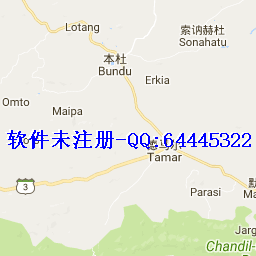 Lotang
索讷赫杜
Sonahatu
本杜
Bundu
Erkia
Omto
Maipa
软件未注册-QQ:64445322
Tamar
3
Parasi
默
Jarg
Chandil-